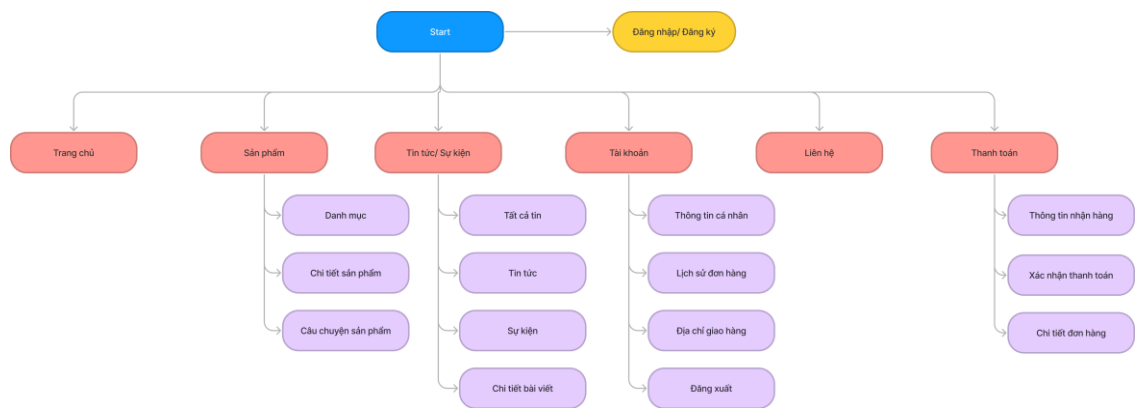 Start
Đăng nhập/ Đăng ký
Trang chủ
Sản phẩm
Tin tức/ Sự kiện
Tài khoản
Liên hệ
Thanh toán
Danh mục
Chi tiết sản phẩm
Câu chuyện sản phẩm
Tất cả tin
Tin tức
Sự kiện
Chi tiết bài viết
Thông tin cá nhân
Lịch sử đơn hàng
Địa chỉ giao hàng
Đăng xuất
Thông tin nhận hàng
Xác nhận thanh toán
Chi tiết đơn hàng